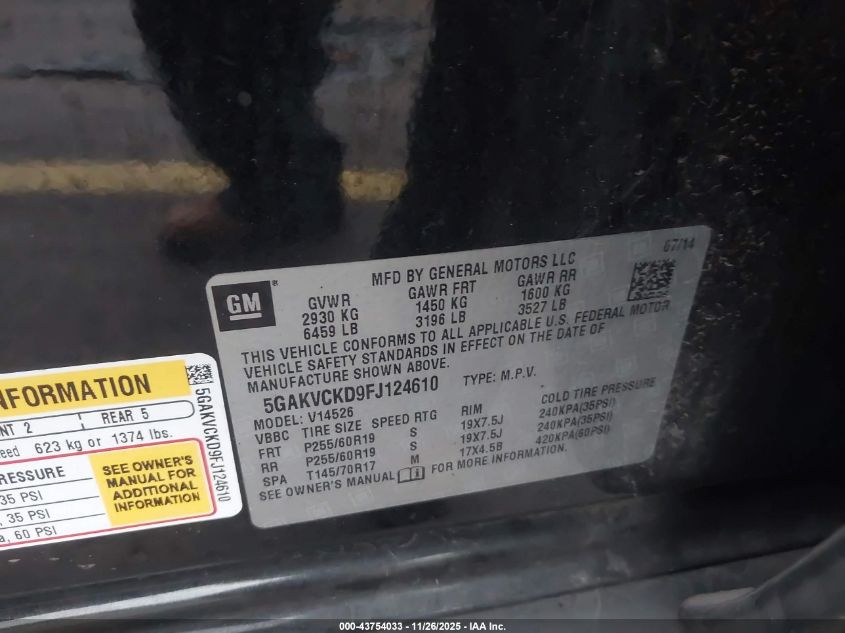 67/14
MFD BY GENERAL MOTORS LLC
GM
GVWR GAWR FRT GAWR RR
2930 KG 1450 KG 1600 KG
6459 LB 3196 LB 3527 LB
THIS VEHICLE CONFORMS TO ALL APPLICABLE U.S. FEDERAL MOTOR
VEHICLE SAFETY STANDARDS IN EFFECT ON THE DATE OF
MANUFACTURE SHOWN ABOVE.
5GAKVCKD9FJ124610 TYPE: M.P.V.
MODEL: V14526
VBBC TIRE SIZE SPEED RTG RIM COLD TIRE PRESSURE
FRT P255/60R19 S 19X7.5J 240KPA(35PSI)
RR P255/60R19 S 19X7.5J 240KPA(35PSI)
SPA T145/70R17 M 17X4.5B 420KPA(60PSI)
SEE OWNER'S MANUAL FOR MORE INFORMATION.
NFORMATION
NT 2 REAR 5
eed 623 kg or 1374 lbs.
PRESSURE
35 PSI
, 35 PSI
a, 60 PSI
SEE OWNER'S
MANUAL FOR
ADDITIONAL
INFORMATION
5GAKVCKD9FJ124610
000-43754033 - 11/26/2025 - IAA Inc.